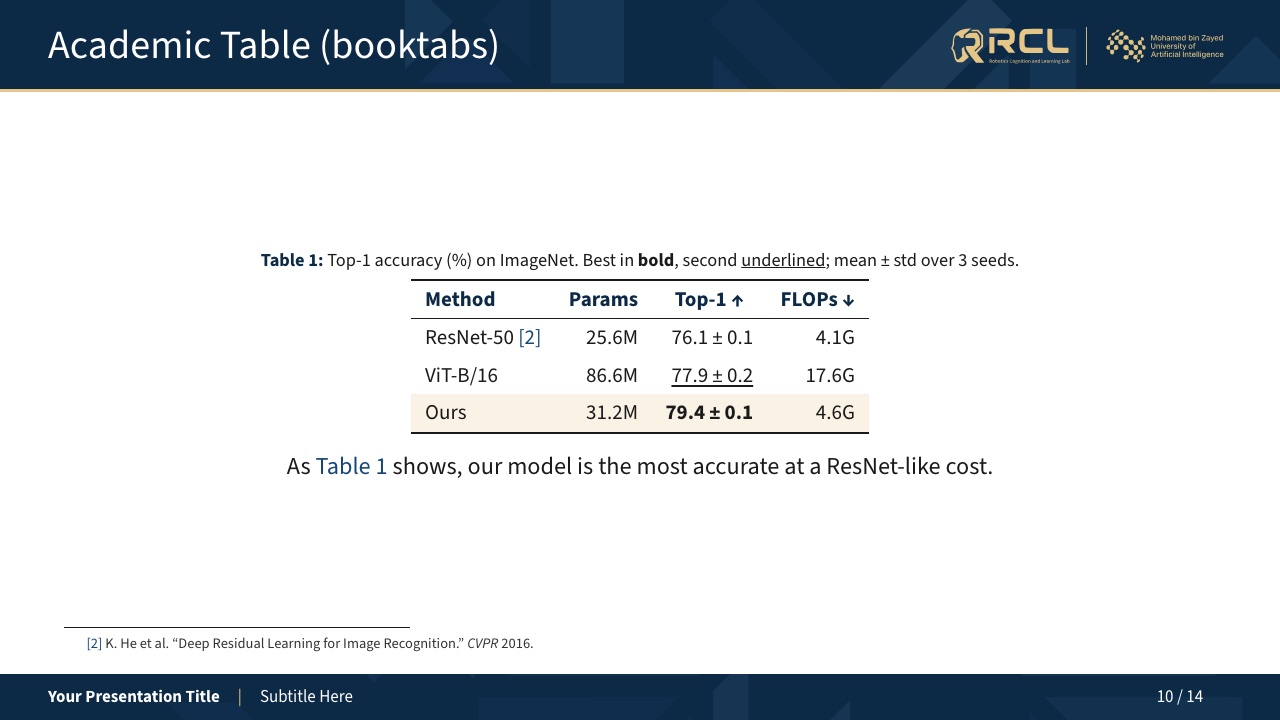 Academic Table (booktabs)
RCL
Robotics Cognition and Learning Lab
Mohamed bin Zayed
University of
Artificial Intelligence
Table 1: Top-1 accuracy (%) on ImageNet. Best in bold, second underlined; mean ± std over 3 seeds.
Method Params Top-1 ↑ FLOPs ↓
ResNet-50 [2] 25.6M 76.1 ± 0.1 4.1G
ViT-B/16 86.6M 77.9 ± 0.2 17.6G
Ours 31.2M 79.4 ± 0.1 4.6G
As Table 1 shows, our model is the most accurate at a ResNet-like cost.
[2] K. He et al. “Deep Residual Learning for Image Recognition.” CVPR 2016.
Your Presentation Title | Subtitle Here 10 / 14